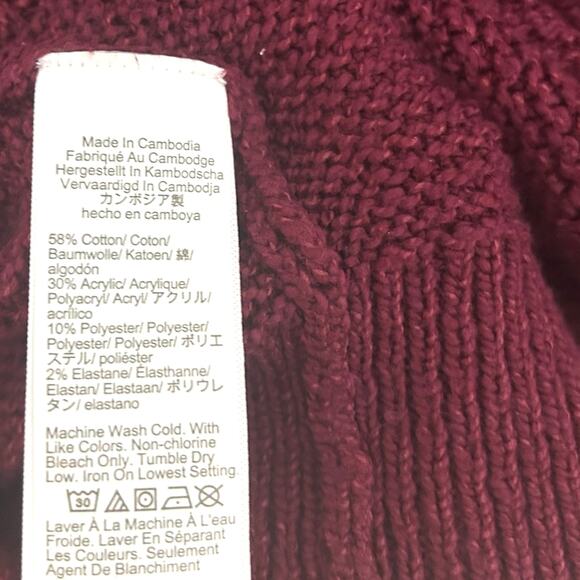 Made In Cambodia
Fabriqué Au Cambodge
Hergestellt In Kambodscha
Vervaardigd In Cambodja
カンボジア製
hecho en camboya
58% Cotton/ Coton/
Baumwolle/ Katoen/ 綿/
algodón
30% Acrylic/ Acrylique/
Polyacryl/ Acryl/ アクリル/
acrílico
10% Polyester/ Polyester/
Polyester/ Polyester/ ポリエ
ステル/ poliéster
2% Elastane/ Élasthanne/
Elastan/ Elastaan/ ポリウレ
タン/ elastano
Machine Wash Cold. With
Like Colors. Non-chlorine
Bleach Only. Tumble Dry
Low. Iron On Lowest Setting
30
Laver À La Machine À L'eau
Froide. Laver En Séparant
Les Couleurs. Seulement
Agent De Blanchiment